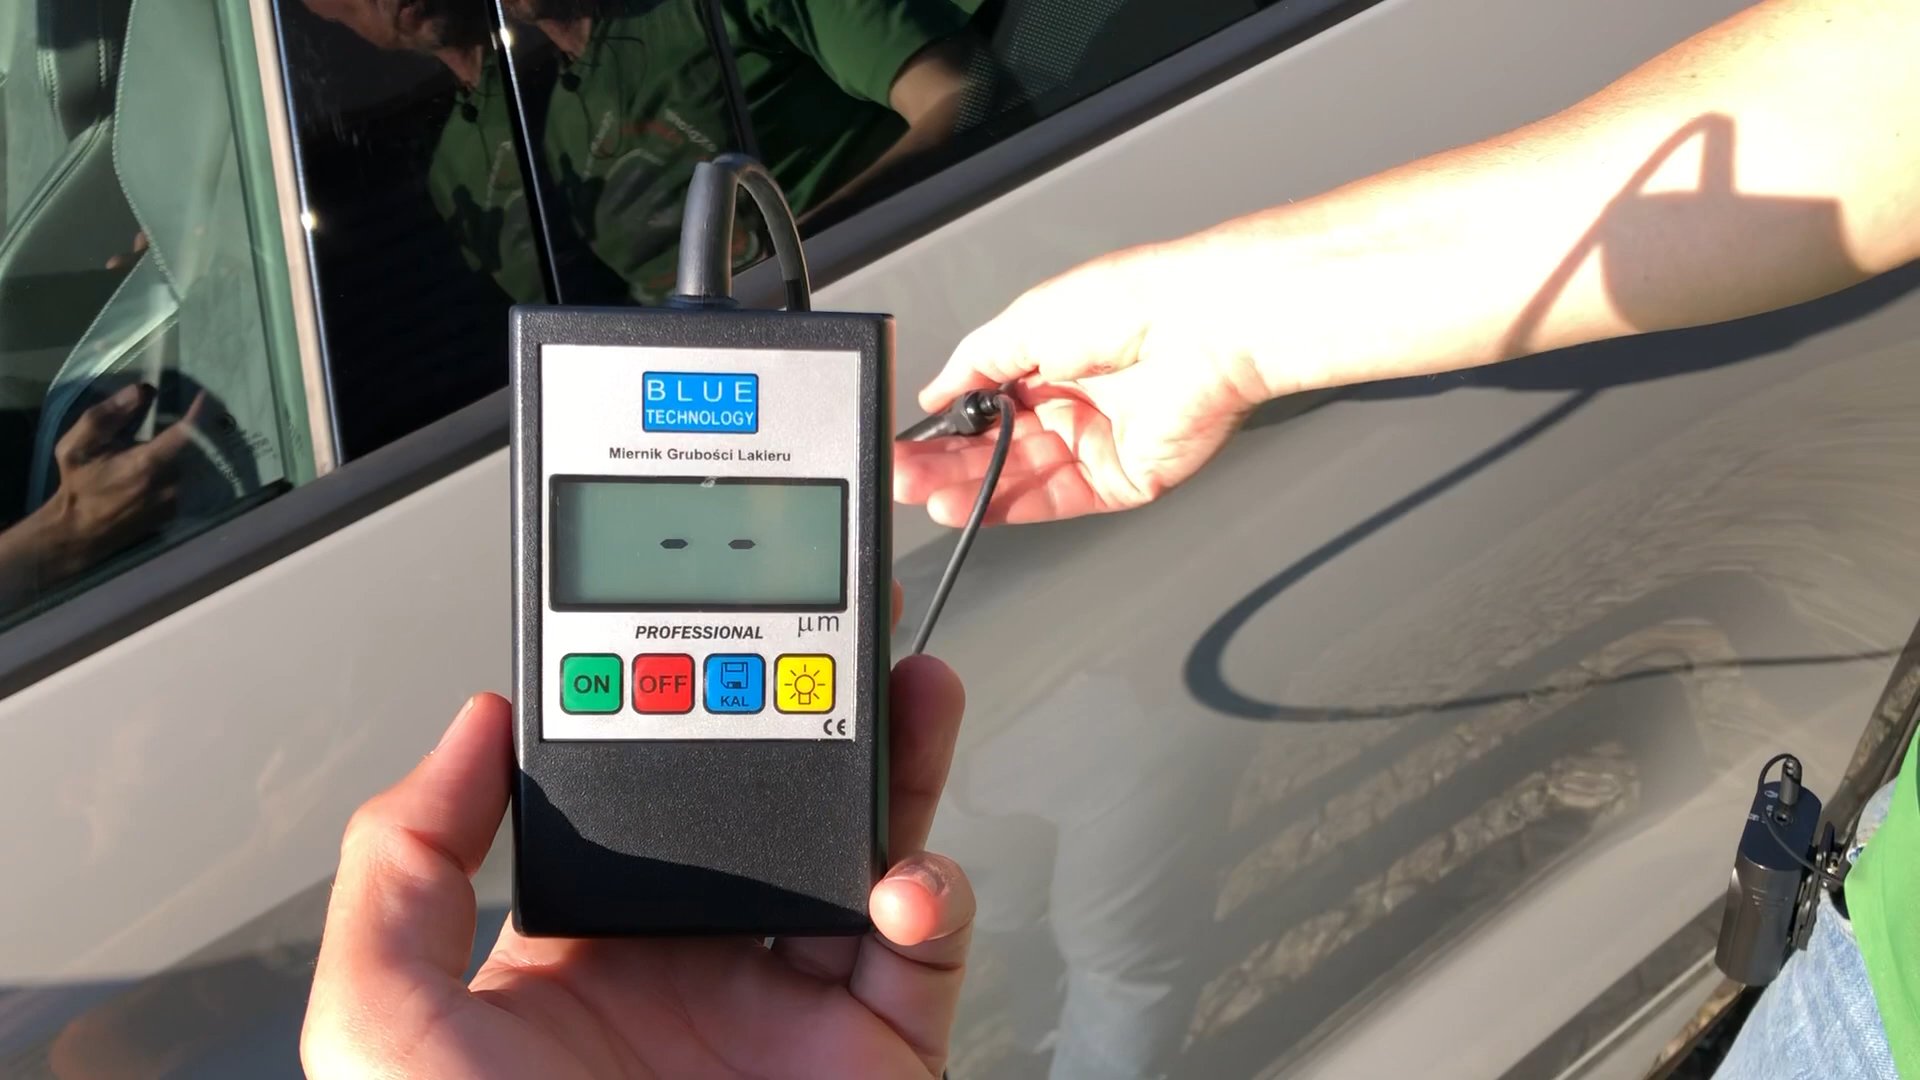 BLUE
TECHNOLOGY
Miernik Grubości Lakieru
- -
µm
PROFESSIONAL
ON
OFF
KAL
CE